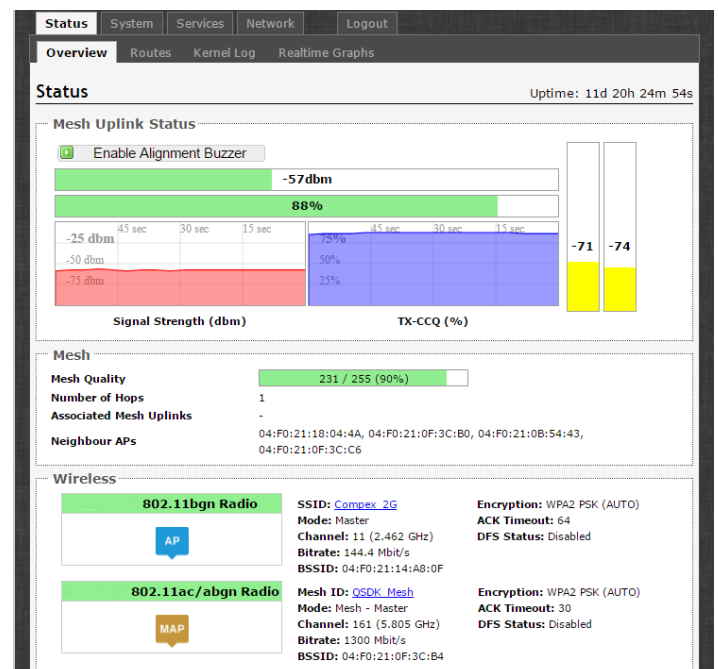 Status System Services Network Logout
Overview Routes Kernel Log Realtime Graphs
Status
Uptime: 11d 20h 24m 54s
Mesh Uplink Status
Enable Alignment Buzzer
-57dbm
88%
45 sec 30 sec 15 sec
-25 dbm
-50 dbm
-75 dbm
Signal Strength (dbm)
45 sec 30 sec 15 sec
75%
50%
25%
TX-CCQ (%)
-71 -74
Mesh
Mesh Quality 231 / 255 (90%)
Number of Hops 1
Associated Mesh Uplinks -
Neighbour APs 04:F0:21:18:04:4A, 04:F0:21:0F:3C:B0, 04:F0:21:0B:54:43,
04:F0:21:0F:3C:C6
Wireless
802.11bgn Radio
AP
SSID: Compex_2G
Mode: Master
Channel: 11 (2.462 GHz)
Bitrate: 144.4 Mbit/s
BSSID: 04:F0:21:14:A8:0F
Encryption: WPA2 PSK (AUTO)
ACK Timeout: 64
DFS Status: Disabled
802.11ac/abgn Radio
MAP
Mesh ID: QSDK_Mesh
Mode: Mesh - Master
Channel: 161 (5.805 GHz)
Bitrate: 1300 Mbit/s
BSSID: 04:F0:21:0F:3C:B4
Encryption: WPA2 PSK (AUTO)
ACK Timeout: 30
DFS Status: Disabled